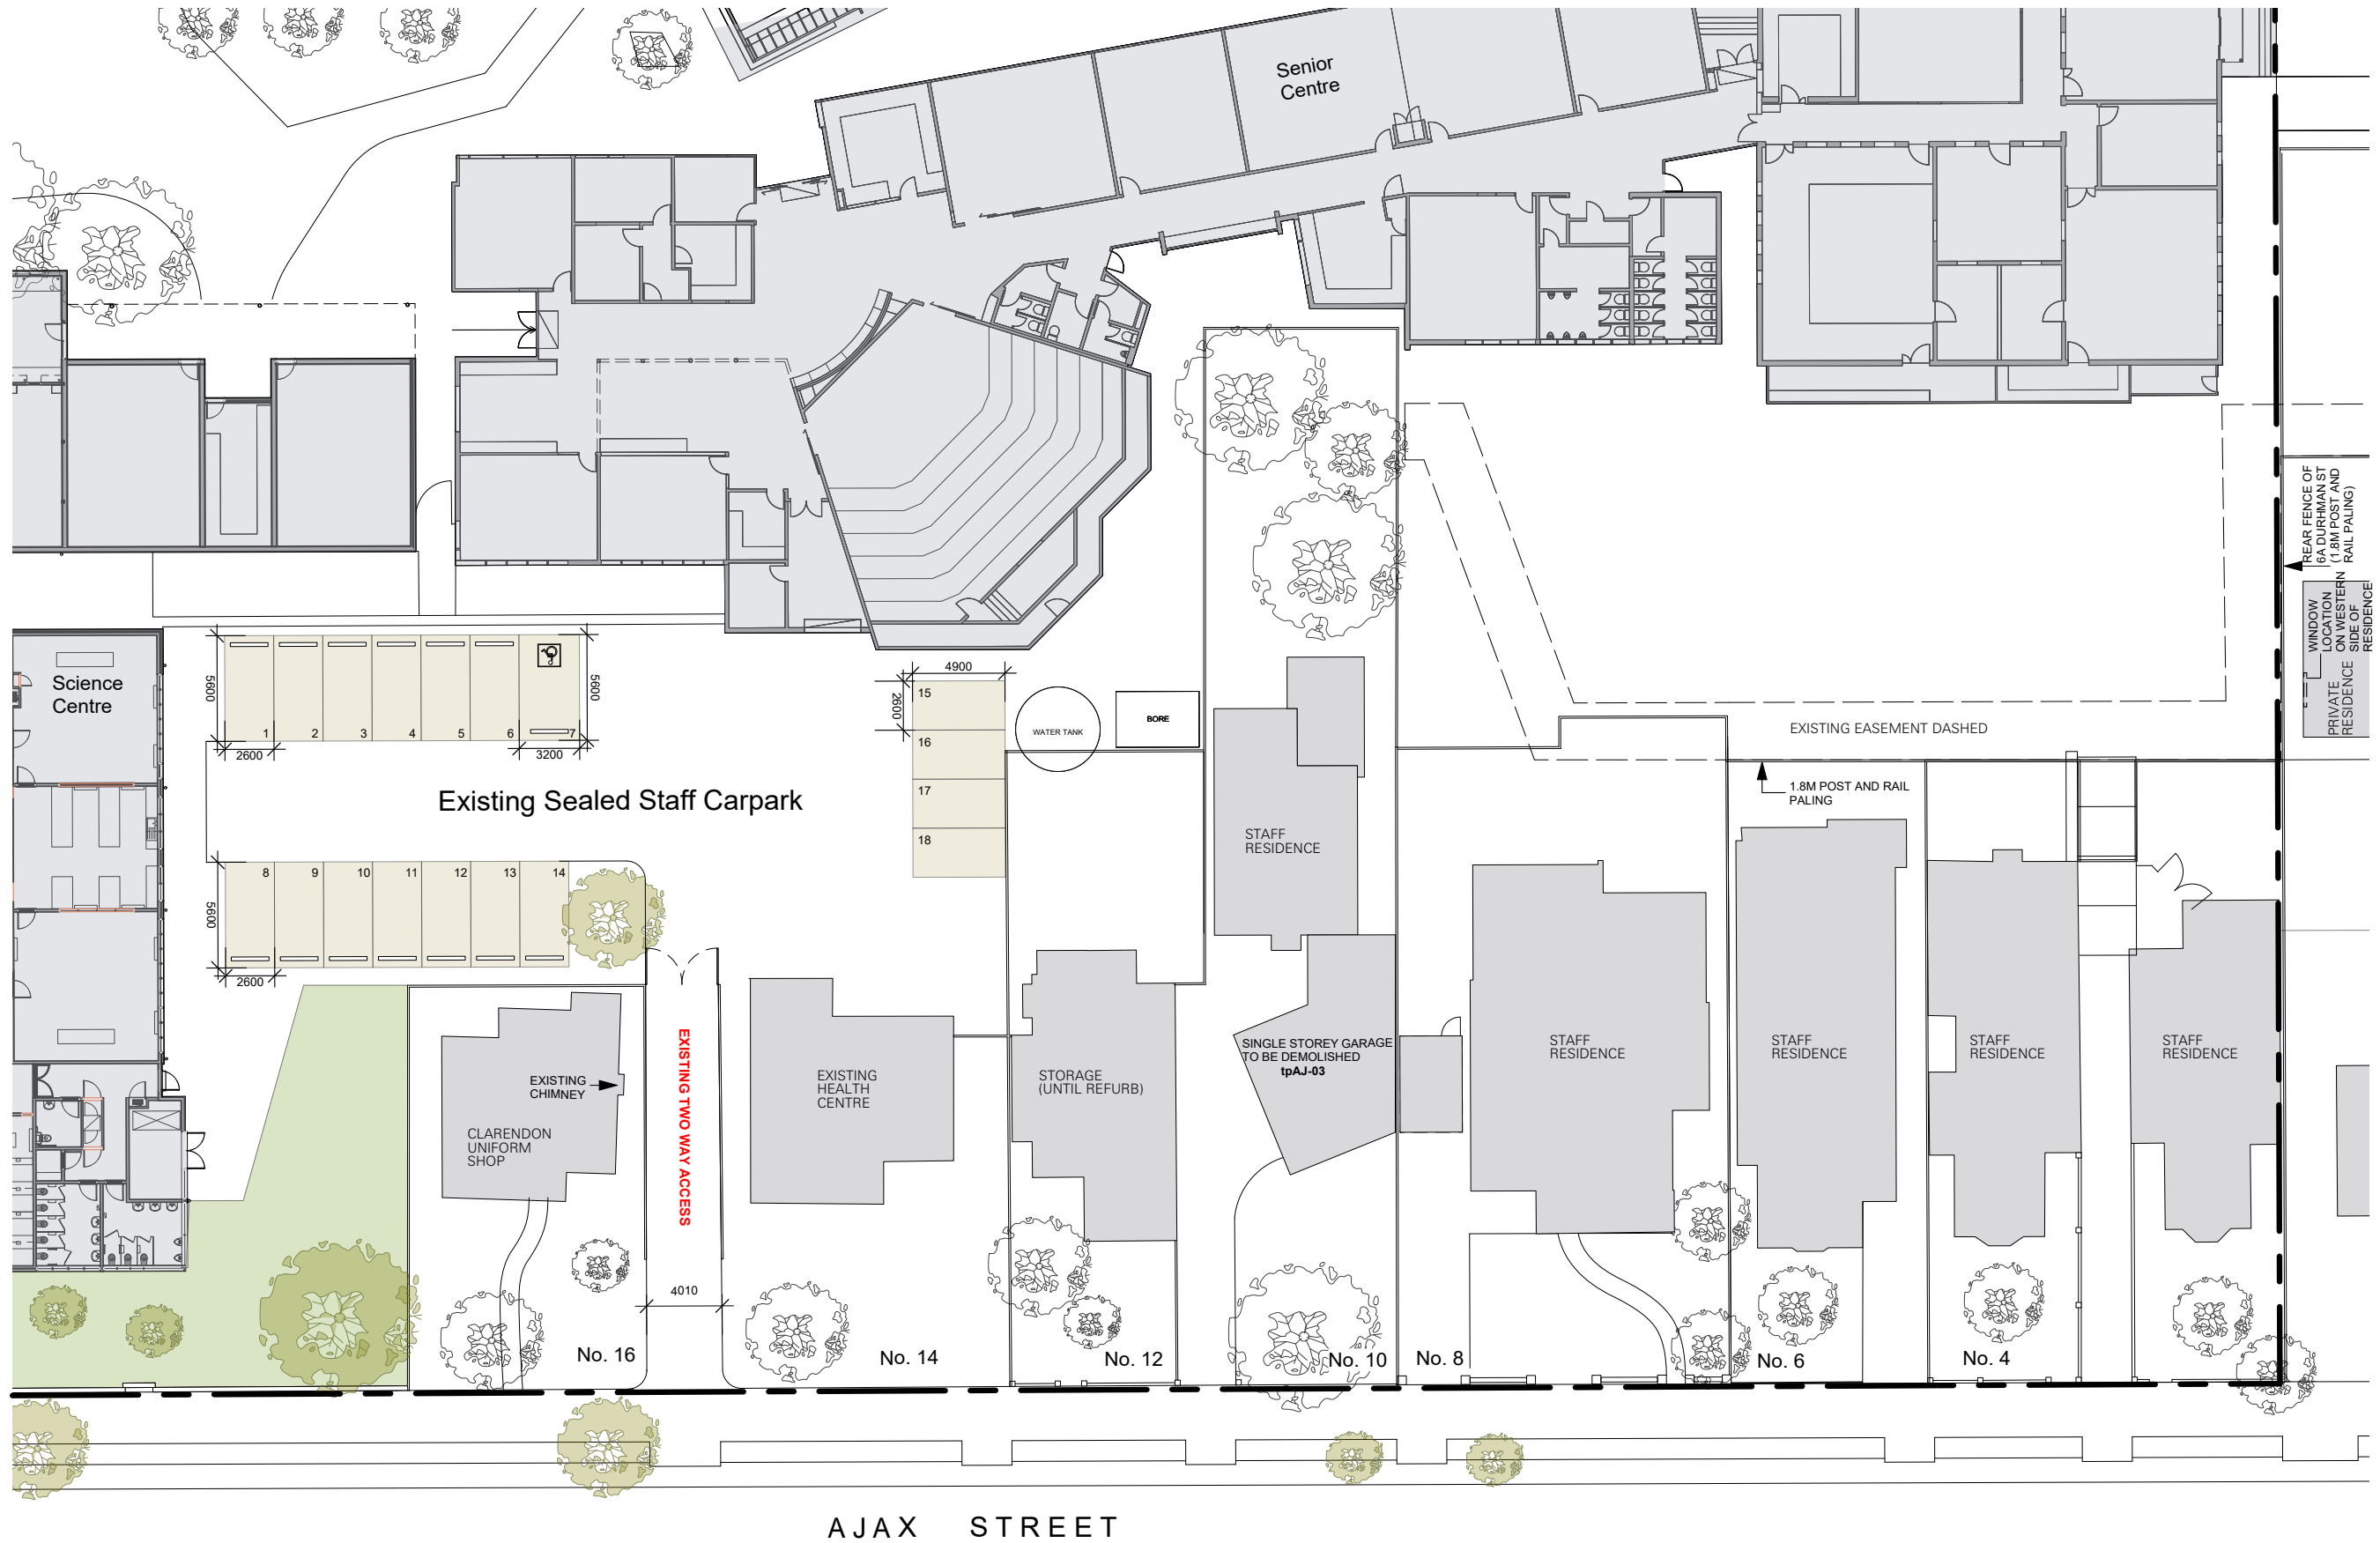 Senior
Centre
REAR FENCE OF
6A DURHMAN ST
(1.8M POST AND
RAIL PALING)
WINDOW
LOCATION
ON WESTERN
SIDE OF
RESIDENCE
PRIVATE
RESIDENCE
Science
Centre
5600
5600
1
2
3
4
5
6
7
2600
3200
4900
2600
15
16
17
18
WATER TANK
BORE
EXISTING EASEMENT DASHED
1.8M POST AND RAIL
PALING
Existing Sealed Staff Carpark
STAFF
RESIDENCE
8
9
10
11
12
13
14
5600
2600
EXISTING
CHIMNEY
CLARENDON
UNIFORM
SHOP
EXISTING TWO WAY ACCESS
EXISTING
HEALTH
CENTRE
STORAGE
(UNTIL REFURB)
SINGLE STOREY GARAGE
TO BE DEMOLISHED
tpAJ-03
STAFF
RESIDENCE
STAFF
RESIDENCE
STAFF
RESIDENCE
STAFF
RESIDENCE
4010
No. 16
No. 14
No. 12
No. 10
No. 8
No. 6
No. 4
AJAX STREET